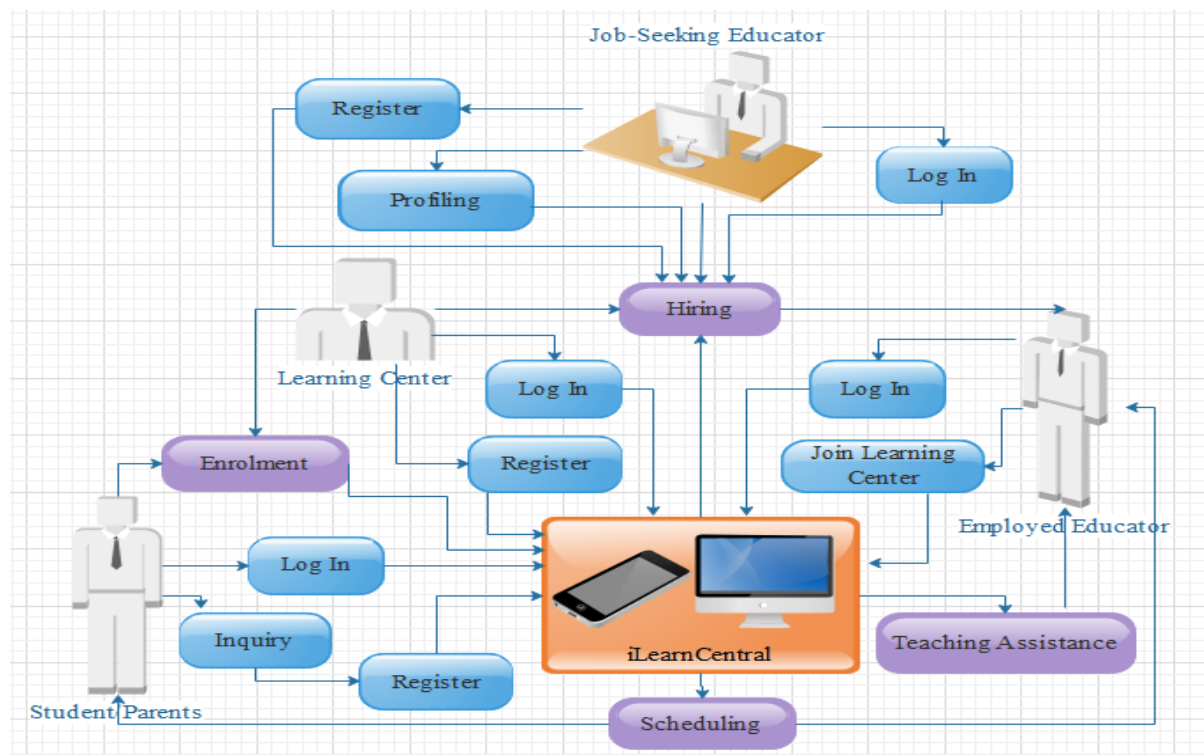 Job-Seeking Educator
Register
Log In
Profiling
Hiring
Learning Center
Log In
Log In
Enrolment
Register
Join Learning
Center
Employed Educator
Log In
Inquiry
Teaching Assistance
iLearnCentral
Register
Student/Parents
Scheduling